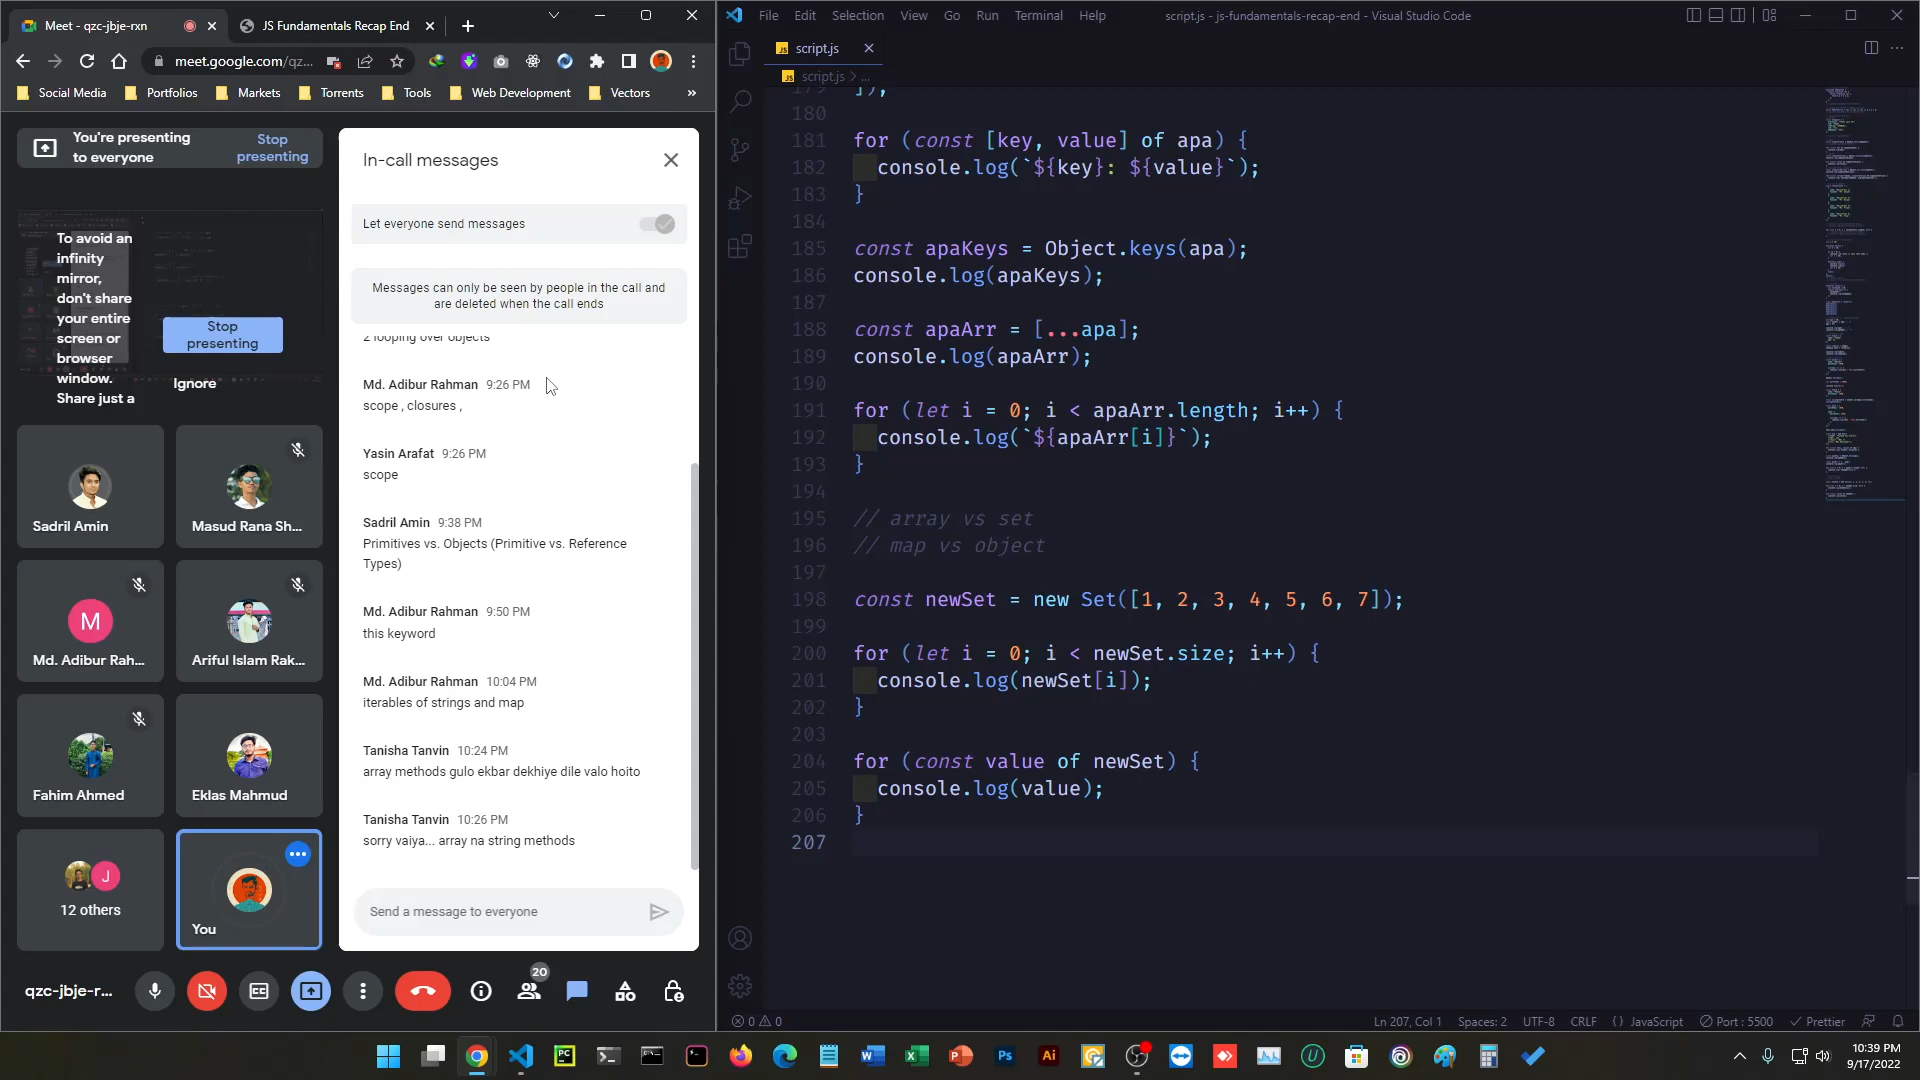 Meet - qzc-jbje-rxn
JS Fundamentals Recap End
meet.google.com/qz...
Social Media
Portfolios
Markets
Torrents
Tools
Web Development
Vectors
»
You're presenting
to everyone
Stop
presenting
To avoid an
infinity
mirror,
don't share
your entire
screen or
browser
window.
Share just a
Stop
presenting
Ignore
Sadril Amin
Masud Rana Sh...
M
Md. Adibur Rah...
Ariful Islam Rak...
Fahim Ahmed
Eklas Mahmud
J
12 others
You
In-call messages
Let everyone send messages
Messages can only be seen by people in the call and
are deleted when the call ends
2 looping over objects
Md. Adibur Rahman 9:26 PM
scope , closures ,
Yasin Arafat 9:26 PM
scope
Sadril Amin 9:38 PM
Primitives vs. Objects (Primitive vs. Reference
Types)
Md. Adibur Rahman 9:50 PM
this keyword
Md. Adibur Rahman 10:04 PM
iterables of strings and map
Tanisha Tanvin 10:24 PM
array methods gulo ekbar dekhiye dile valo hoito
Tanisha Tanvin 10:26 PM
sorry vaiya... array na string methods
Send a message to everyone
qzc-jbje-r...
20
File Edit Selection View Go Run Terminal Help
script.js - js-fundamentals-recap-end - Visual Studio Code
JS script.js
JS script.js > ...
179 ]);
180
181 for (const [key, value] of apa) {
182 console.log(`${key}: ${value}`);
183 }
184
185 const apaKeys = Object.keys(apa);
186 console.log(apaKeys);
187
188 const apaArr = [...apa];
189 console.log(apaArr);
190
191 for (let i = 0; i < apaArr.length; i++) {
192 console.log(`${apaArr[i]}`);
193 }
194
195 // array vs set
196 // map vs object
197
198 const newSet = new Set([1, 2, 3, 4, 5, 6, 7]);
199
200 for (let i = 0; i < newSet.size; i++) {
201 console.log(newSet[i]);
202 }
203
204 for (const value of newSet) {
205 console.log(value);
206 }
207
0 0
Ln 207, Col 1
Spaces: 2
UTF-8
CRLF
{ } JavaScript
Port : 5500
Prettier
PC
Ps
Ai
10:39 PM
9/17/2022